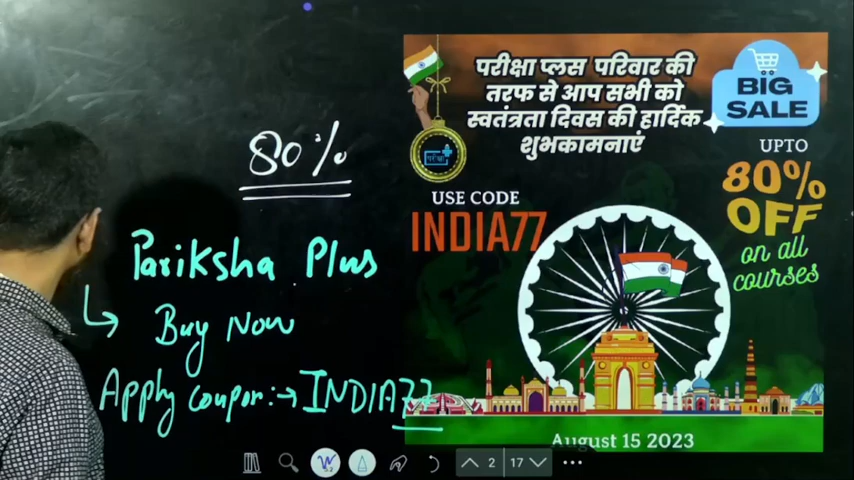 80%
Pariksha Plus
Buy Now
Apply coupon:→ INDIA77
परीक्षा प्लस परिवार की
तरफ से आप सभी को
स्वतंत्रता दिवस की हार्दिक
शुभकामनाएं
BIG
SALE
UPTO
80%
OFF
on all
courses
USE CODE
INDIA77
August 15 2023
2
17